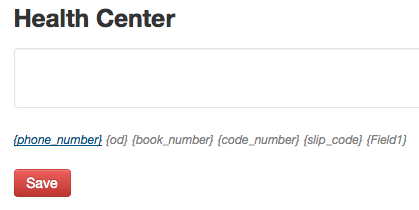 Health Center
{phone_number} {od} {book_number} {code_number} {slip_code} {Field1}
Save